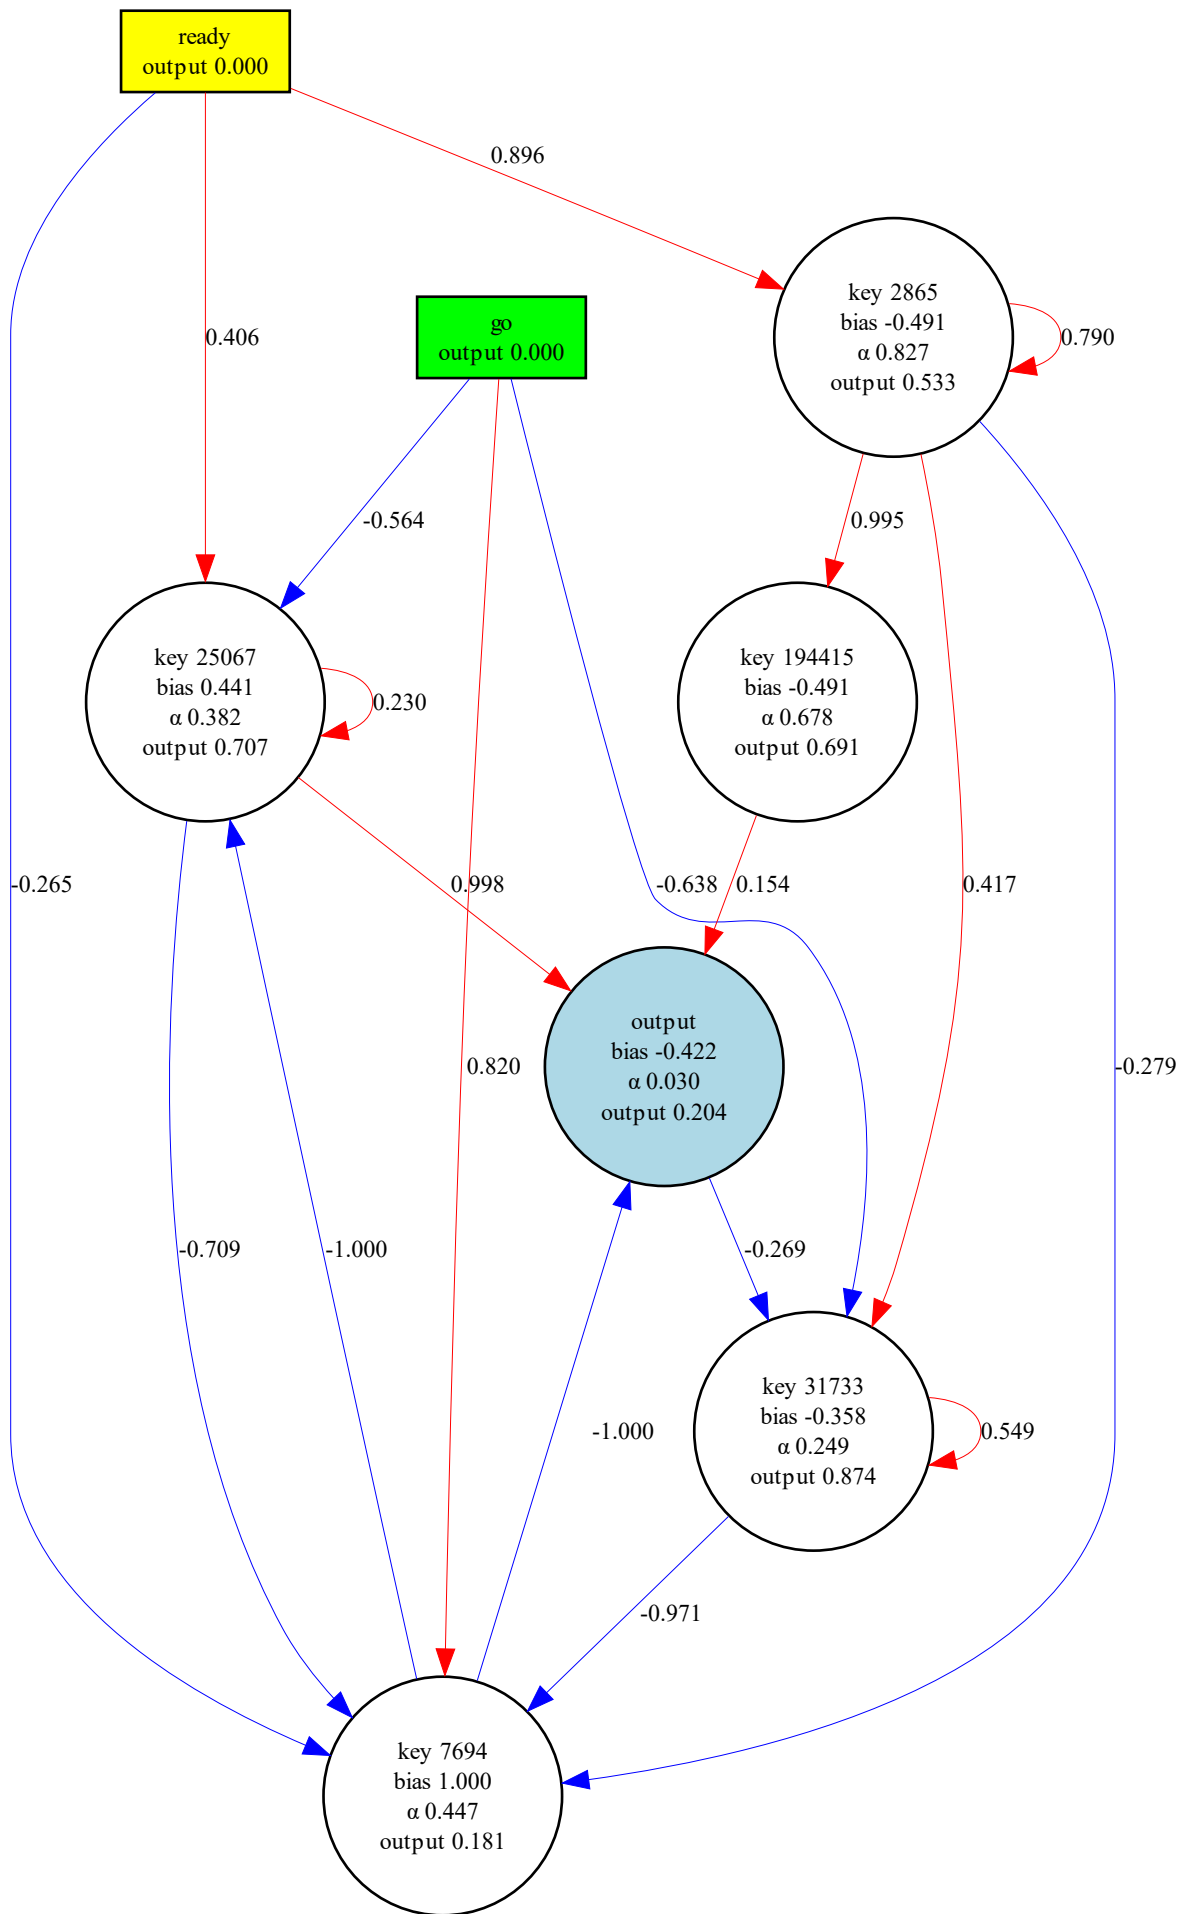 ready
output 0.000
0.896
key 2865
bias -0.491
α 0.827
output 0.533
0.790
go
output 0.000
0.406
-0.564
0.995
key 25067
bias 0.441
α 0.382
output 0.707
0.230
key 194415
bias -0.491
α 0.678
output 0.691
-0.265
0.998
-0.638
0.154
0.417
output
bias -0.422
α 0.030
output 0.204
0.820
-0.279
-0.709
-1.000
-0.269
-1.000
key 31733
bias -0.358
α 0.249
output 0.874
0.549
-0.971
key 7694
bias 1.000
α 0.447
output 0.181